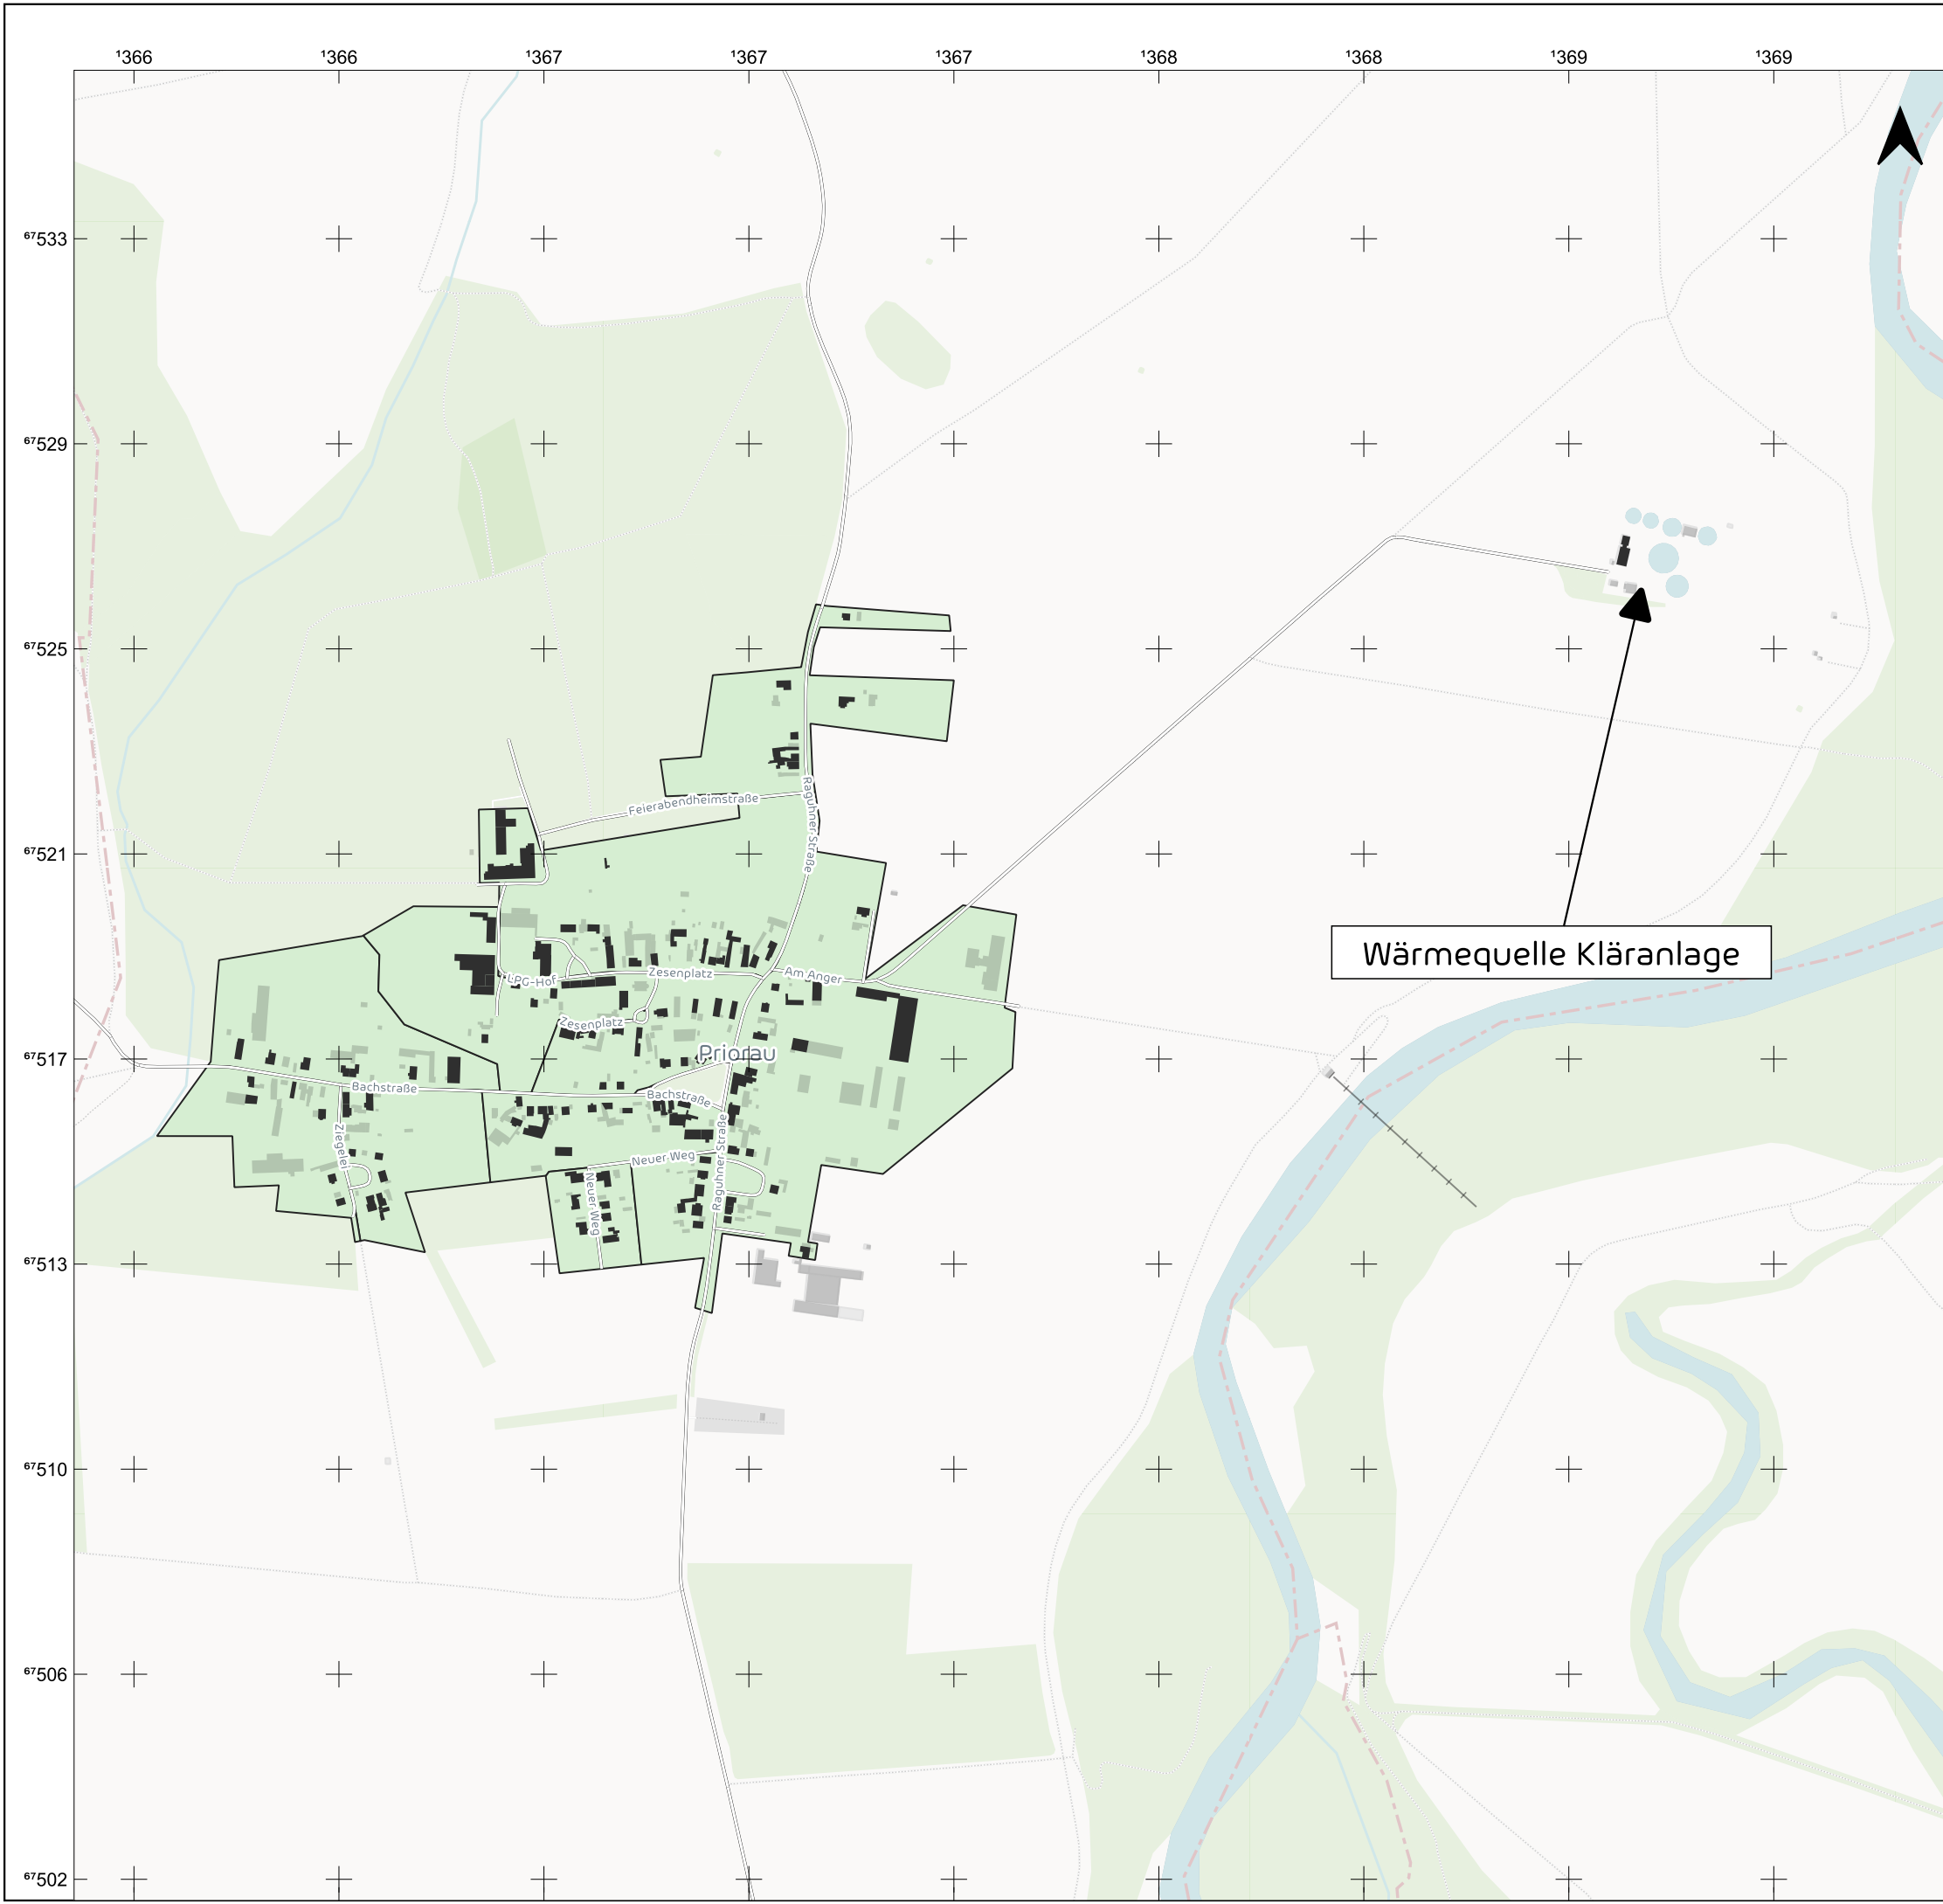 1366 1366 1367 1367 1367 1368 1368 1369 1369
67533
67529
67525
Feierabendheimstraße
Raguhner Straße
67521
Wärmequelle Kläranlage
LPG-Hof
Zesenplatz
Am Anger
Zesenplatz
Priorau
67517
Bachstraße
Bachstraße
Ziegelei
Neuer Weg
Raguhner Straße
Neuer Weg
67513
67510
67506
67502